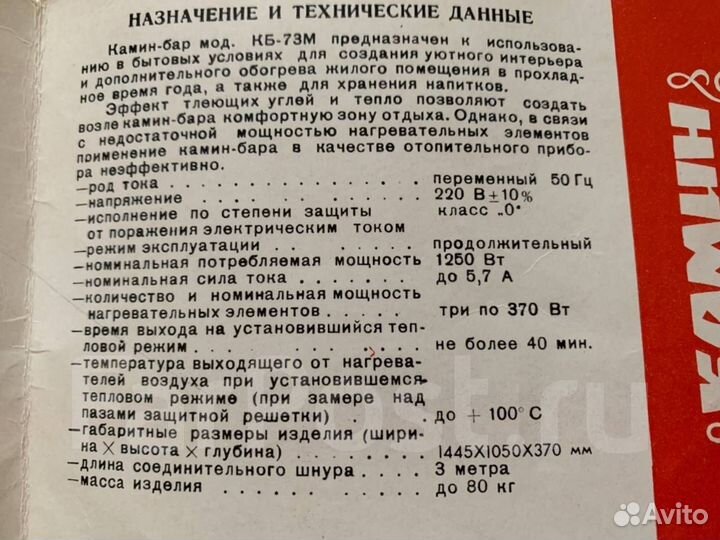 НАЗНАЧЕНИЕ И ТЕХНИЧЕСКИЕ ДАННЫЕ
Камин-бар мод. КБ-73М предназначен к использова-
нию в бытовых условиях для создания уютного интерьера
и дополнительного обогрева жилого помещения в прохлад-
ное время года, а также для хранения напитков.
Эффект тлеющих углей и тепло позволяют создать
возле камин-бара комфортную зону отдыха. Однако, в связи
с недостаточной мощностью нагревательных элементов
применение камин-бара в качестве отопительного прибо-
ра неэффективно.
—род тока . . . . . . . . . . переменный 50 Гц
—напряжение . . . . . . . . . 220 В ±10%
—исполнение по степени защиты класс „0"
от поражения электрическим током
—режим эксплуатации . . . . . . продолжительный
—номинальная потребляемая мощность 1250 Вт
—номинальная сила тока . . . . . до 5,7 А
—количество и номинальная мощность
нагревательных элементов . . . . . три по 370 Вт
—время выхода на установившийся теп-
ловой режим . . . . . . . . . не более 40 мин.
—температура выходящего от нагрева-
телей воздуха при установившемся
тепловом режиме (при замере над
пазами защитной решетки) . . до + 100°С
—габаритные размеры изделия (шири-
на×высота×глубина) . . . . . 1445Х1050Х370 мм
—длина соединительного шнура . . . 3 метра
—масса изделия . . . . . . . . до 80 кг
КОМИН
Avito